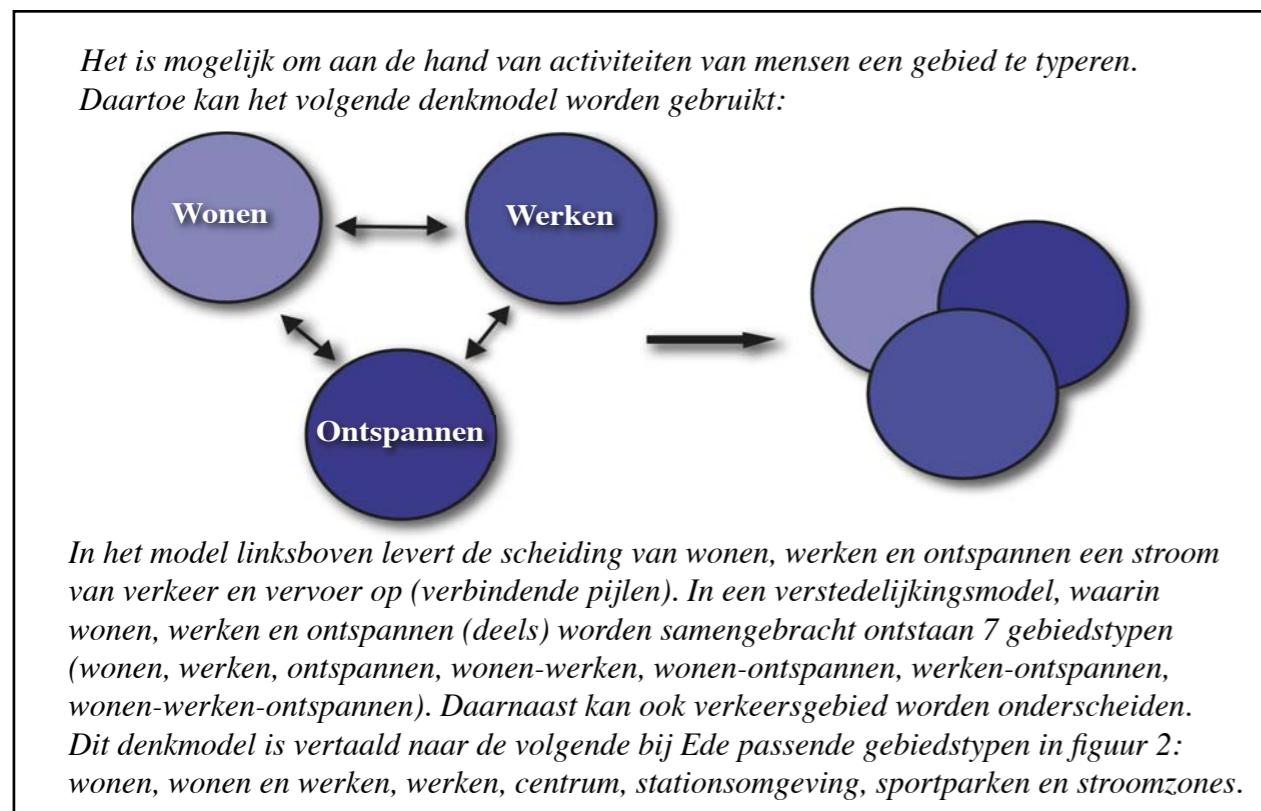 Het is mogelijk om aan de hand van activiteiten van mensen een gebied te typeren.
Daartoe kan het volgende denkmodel worden gebruikt:
Wonen
Werken
Ontspannen
In het model linksboven levert de scheiding van wonen, werken en ontspannen een stroom
van verkeer en vervoer op (verbindende pijlen). In een verstedelijkingsmodel, waarin
wonen, werken en ontspannen (deels) worden samengebracht ontstaan 7 gebiedstypen
(wonen, werken, ontspannen, wonen-werken, wonen-ontspannen, werken-ontspannen,
wonen-werken-ontspannen). Daarnaast kan ook verkeersgebied worden onderscheiden.
Dit denkmodel is vertaald naar de volgende bij Ede passende gebiedstypen in figuur 2:
wonen, wonen en werken, werken, centrum, stationsomgeving, sportparken en stroomzones.